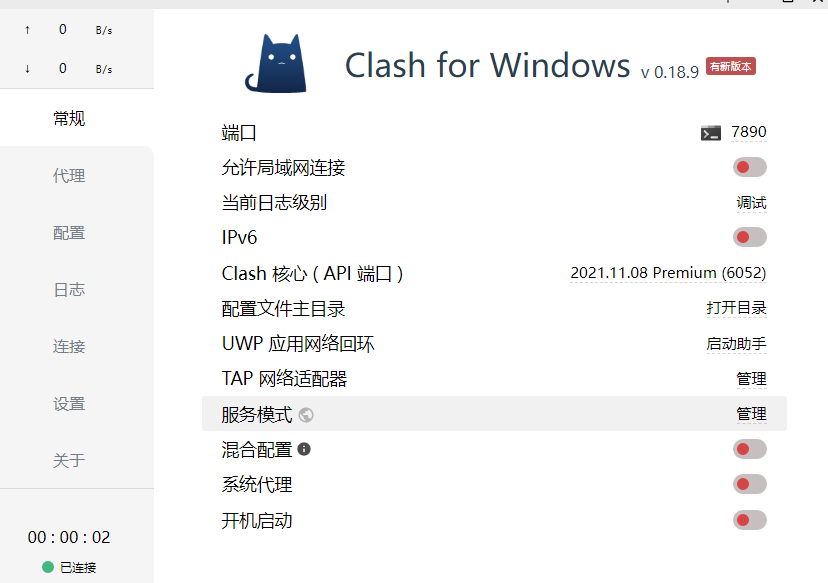 ↑ 0 B/s
↓ 0 B/s
常规
代理
配置
日志
连接
设置
关于
00 : 00 : 02
已连接
Clash for Windows v 0.18.9 有新版本
端口 7890
允许局域网连接
当前日志级别 调试
IPv6
Clash 核心 ( API 端口 ) 2021.11.08 Premium (6052)
配置文件主目录 打开目录
UWP 应用网络回环 启动助手
TAP 网络适配器 管理
服务模式 管理
混合配置
系统代理
开机启动